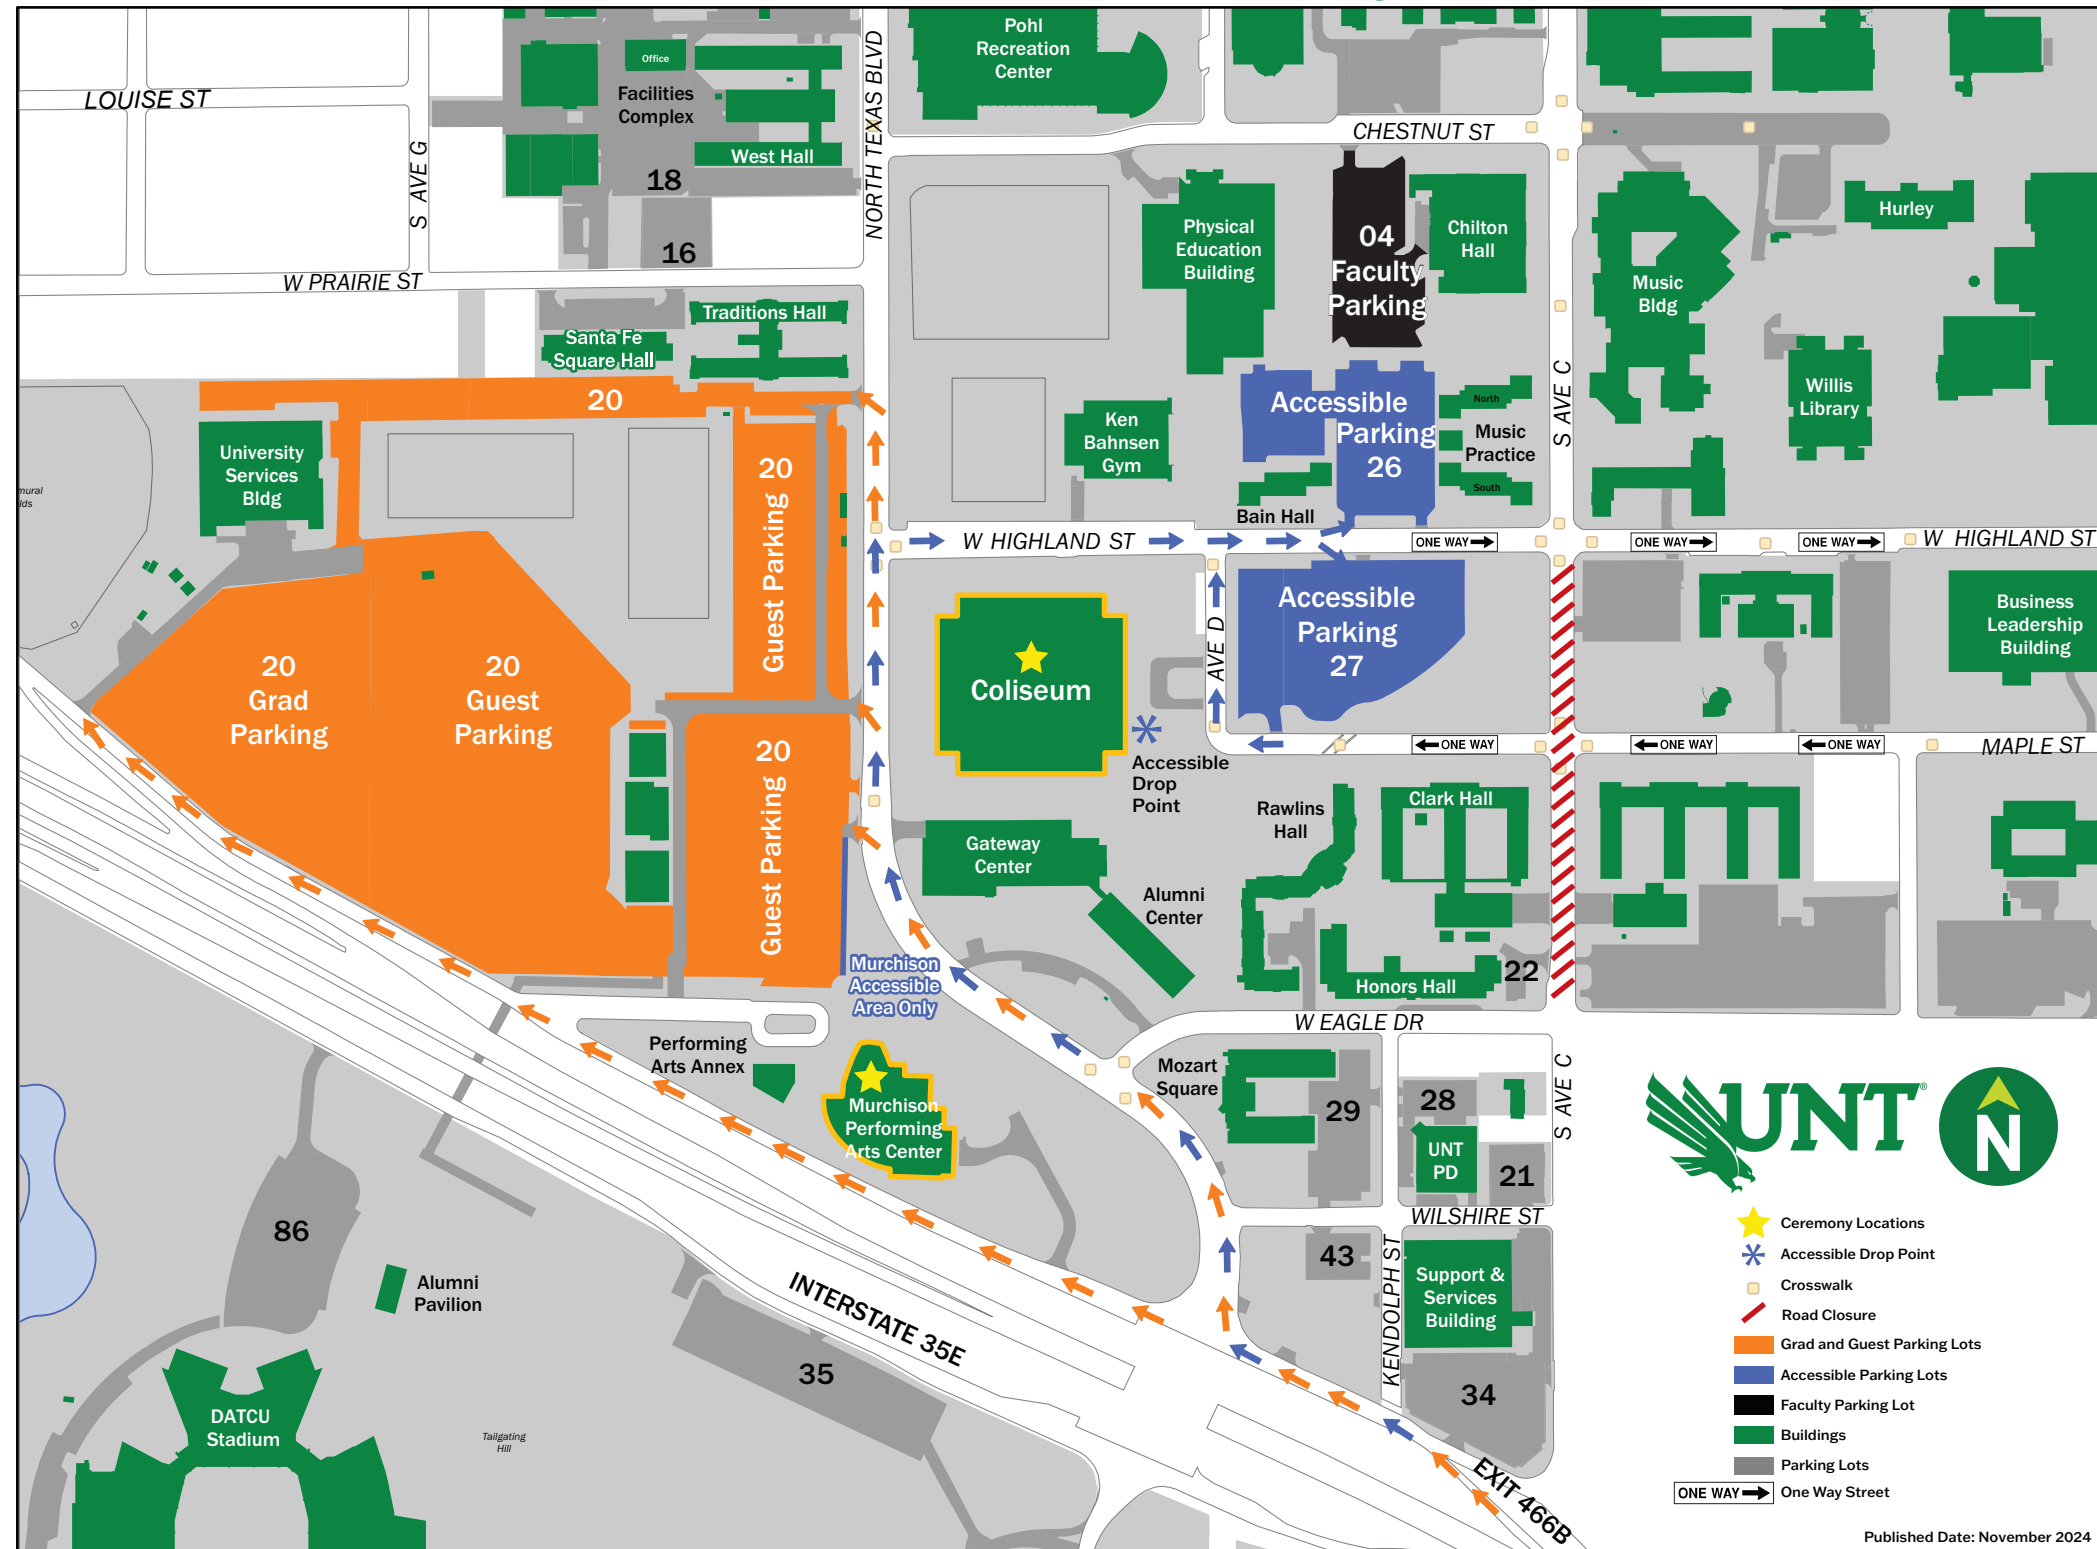 Pohl
Recreation
Center
Office
Facilities
Complex
LOUISE ST
S AVE G
NORTH TEXAS BLVD
CHESTNUT ST
West Hall
18
16
W PRAIRIE ST
Physical
Education
Building
04
Faculty
Parking
Chilton
Hall
Hurley
Music
Bldg
Traditions Hall
Santa Fe
Square Hall
20
Accessible
Parking
26
North
Music
Practice
South
S AVE C
Willis
Library
Ken
Bahnsen
Gym
University
Services
Bldg
Bain Hall
20
Guest Parking
W HIGHLAND ST
ONE WAY
ONE WAY
ONE WAY
W HIGHLAND ST
Accessible
Parking
27
AVE D
Business
Leadership
Building
20
Grad
Parking
20
Guest
Parking
Coliseum
20
Guest Parking
Accessible
Drop
Point
ONE WAY
ONE WAY
ONE WAY
MAPLE ST
Rawlins
Hall
Clark Hall
Gateway
Center
Alumni
Center
Murchison
Accessible
Area Only
22
Honors Hall
W EAGLE DR
Performing
Arts Annex
Mozart
Square
S AVE C
Murchison
Performing
Arts Center
29
28
UNT
PD
21
WILSHIRE ST
86
43
KENDOLPH ST
Support &
Services
Building
Alumni
Pavilion
INTERSTATE 35E
35
34
DATCU
Stadium
Tailgating
Hill
EXIT 466B
UNT®
N
Ceremony Locations
Accessible Drop Point
Crosswalk
Road Closure
Grad and Guest Parking Lots
Accessible Parking Lots
Faculty Parking Lot
Buildings
Parking Lots
ONE WAY One Way Street
Published Date: November 2024